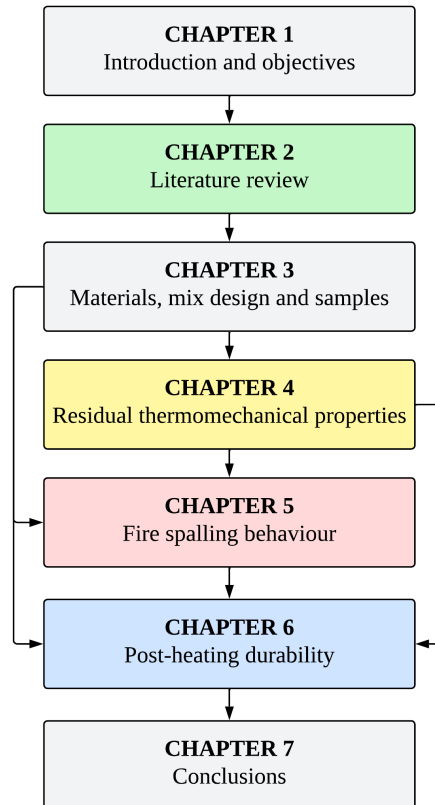 CHAPTER 1
Introduction and objectives
CHAPTER 2
Literature review
CHAPTER 3
Materials, mix design and samples
CHAPTER 4
Residual thermomechanical properties
CHAPTER 5
Fire spalling behaviour
CHAPTER 6
Post-heating durability
CHAPTER 7
Conclusions